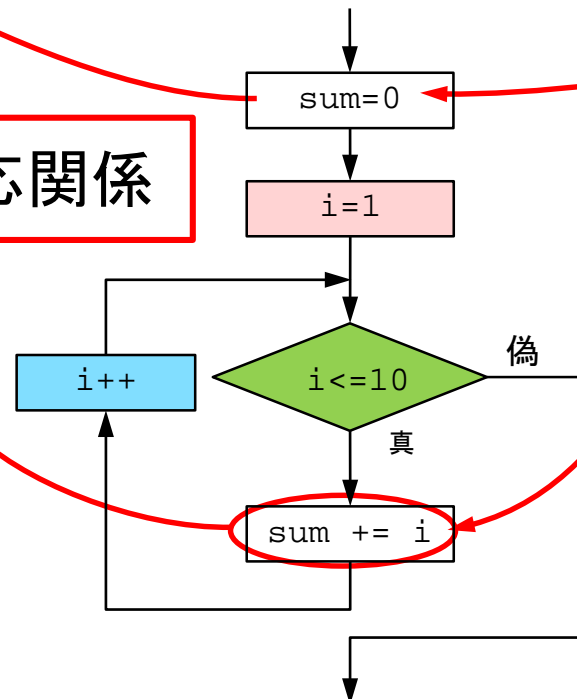 sum=0
応関係
i=1
i++
i<=10
偽
真
sum += i